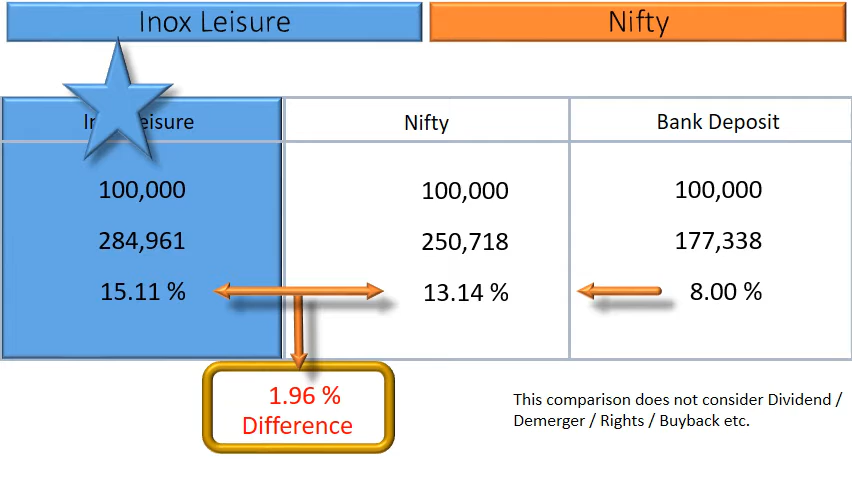 Inox Leisure
Nifty
Leisure Nifty Bank Deposit
100,000 100,000 100,000
284,961 250,718 177,338
15.11 % 13.14 % 8.00 %
1.96 %
Difference
This comparison does not consider Dividend /
Demerger / Rights / Buyback etc.